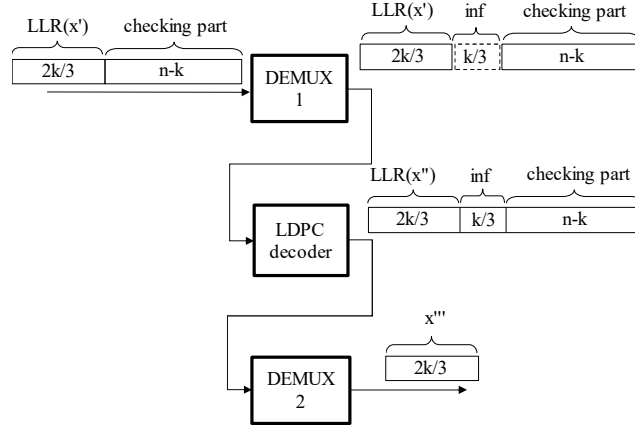 LLR(x') checking part
2k/3 n-k
DEMUX
1
LLR(x') inf checking part
2k/3 k/3 n-k
LDPC
decoder
LLR(x'') inf checking part
2k/3 k/3 n-k
DEMUX
2
x'''
2k/3